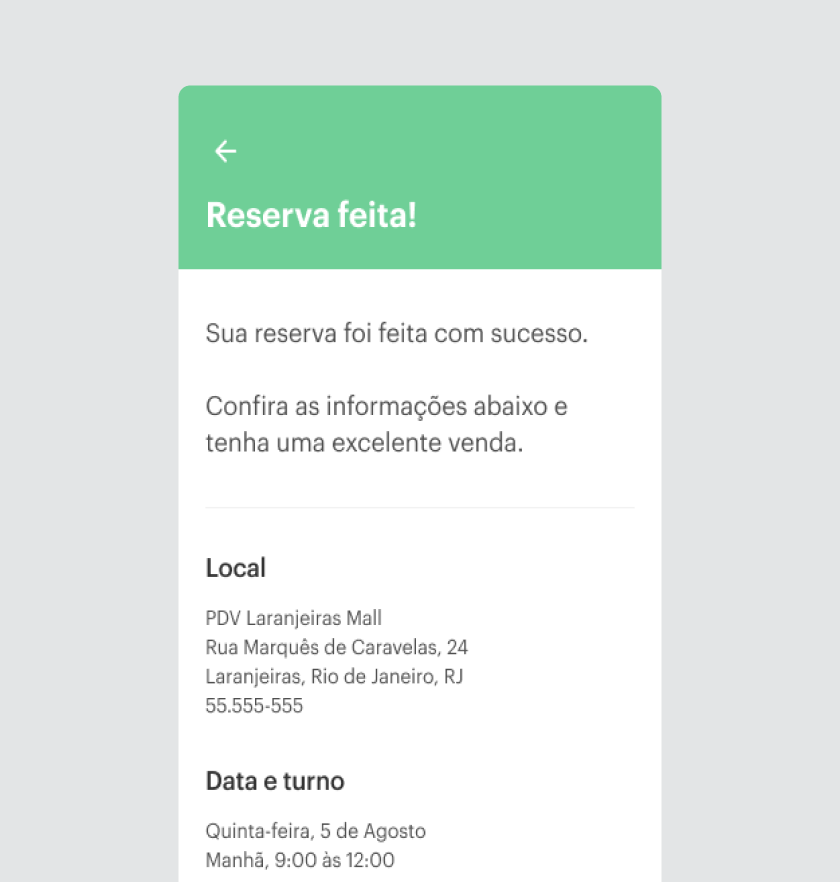 Reserva feita!
Sua reserva foi feita com sucesso.
Confira as informações abaixo e
tenha uma excelente venda.
Local
PDV Laranjeiras Mall
Rua Marquês de Caravelas, 24
Laranjeiras, Rio de Janeiro, RJ
55.555-555
Data e turno
Quinta-feira, 5 de Agosto
Manhã, 9:00 às 12:00